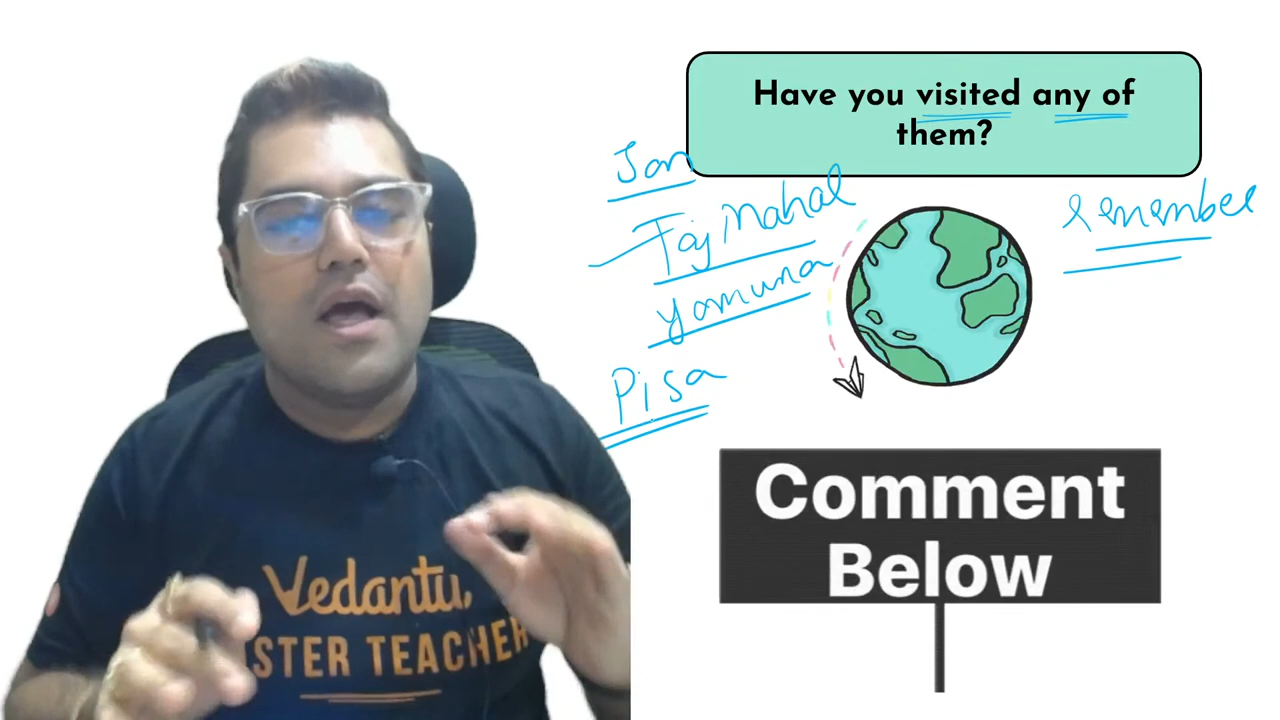 Have you visited any of
them?
Jan
Taj Mahal
Yamuna
Pisa
remember
Comment
Below
Vedantu
STER TEACHER